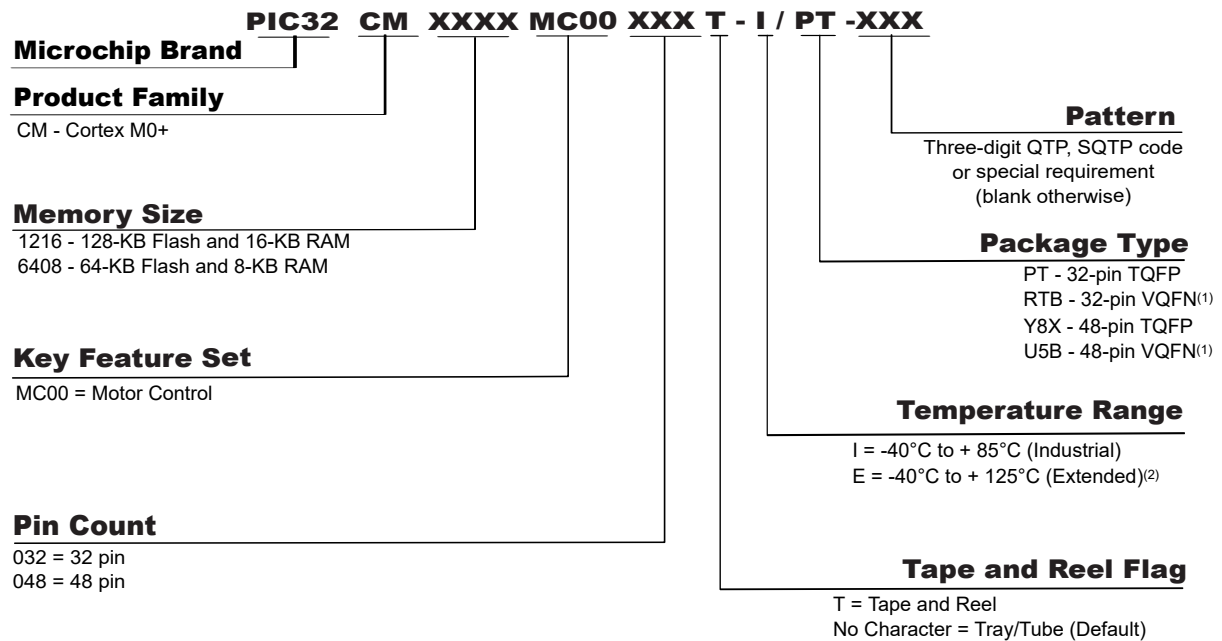 PIC32 CM XXXX MC00 XXX T - I / PT -XXX
Microchip Brand
Product Family
CM - Cortex M0+
Memory Size
1216 - 128-KB Flash and 16-KB RAM
6408 - 64-KB Flash and 8-KB RAM
Key Feature Set
MC00 = Motor Control
Pin Count
032 = 32 pin
048 = 48 pin
Pattern
Three-digit QTP, SQTP code
or special requirement
(blank otherwise)
Package Type
PT - 32-pin TQFP
RTB - 32-pin VQFN(1)
Y8X - 48-pin TQFP
U5B - 48-pin VQFN(1)
Temperature Range
I = -40°C to + 85°C (Industrial)
E = -40°C to + 125°C (Extended)(2)
Tape and Reel Flag
T = Tape and Reel
No Character = Tray/Tube (Default)